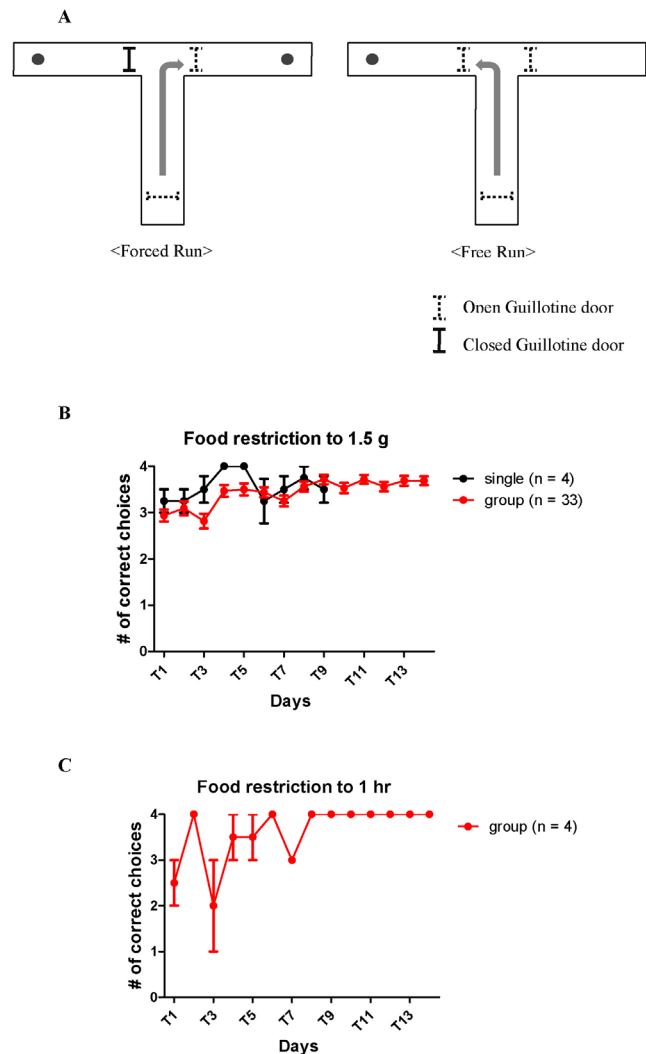 A
<Forced Run>
<Free Run>
Open Guillotine door
Closed Guillotine door
B
Food restriction to 1.5 g
# of correct choices
4
3
2
1
0
T1
T3
T5
T7
T9
T11
T13
Days
single (n = 4)
group (n = 33)
C
Food restriction to 1 hr
# of correct choices
4
3
2
1
0
T1
T3
T5
T7
T9
T11
T13
Days
group (n = 4)